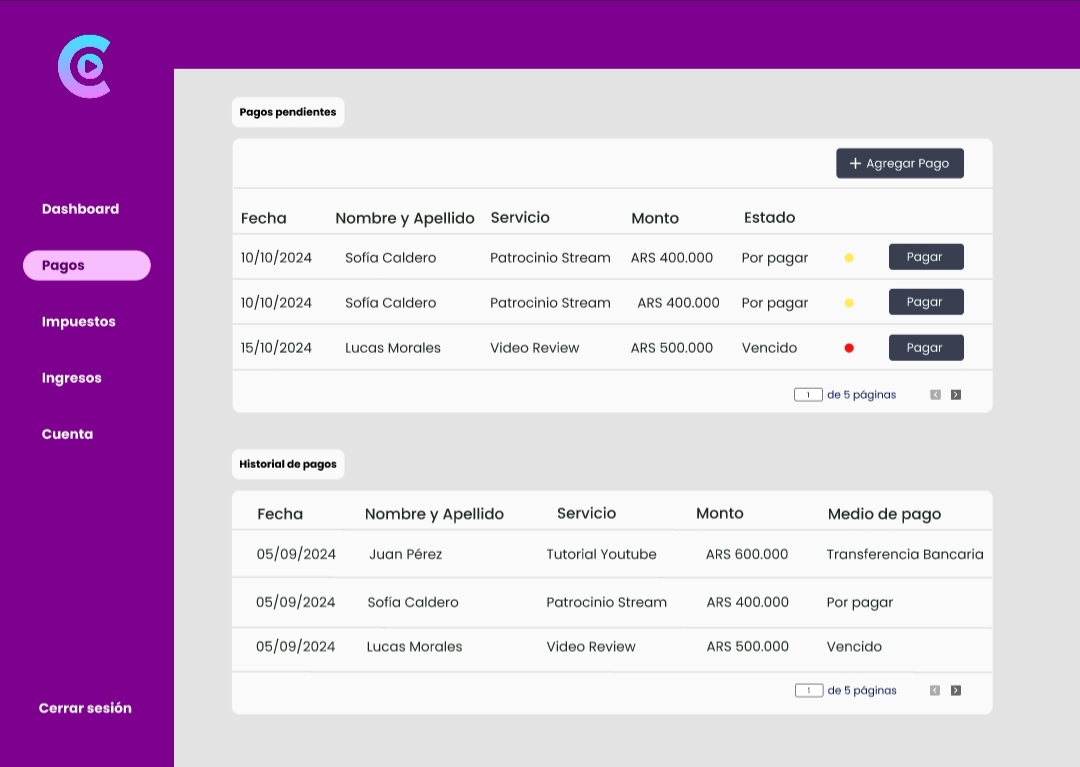 Pagos pendientes
+ Agregar Pago
Dashboard
Pagos
Impuestos
Ingresos
Cuenta
Cerrar sesión
Fecha Nombre y Apellido Servicio Monto Estado
10/10/2024 Sofía Caldero Patrocinio Stream ARS 400.000 Por pagar Pagar
10/10/2024 Sofía Caldero Patrocinio Stream ARS 400.000 Por pagar Pagar
15/10/2024 Lucas Morales Video Review ARS 500.000 Vencido Pagar
1 de 5 páginas < >
Historial de pagos
Fecha Nombre y Apellido Servicio Monto Medio de pago
05/09/2024 Juan Pérez Tutorial Youtube ARS 600.000 Transferencia Bancaria
05/09/2024 Sofía Caldero Patrocinio Stream ARS 400.000 Por pagar
05/09/2024 Lucas Morales Video Review ARS 500.000 Vencido
1 de 5 páginas < >